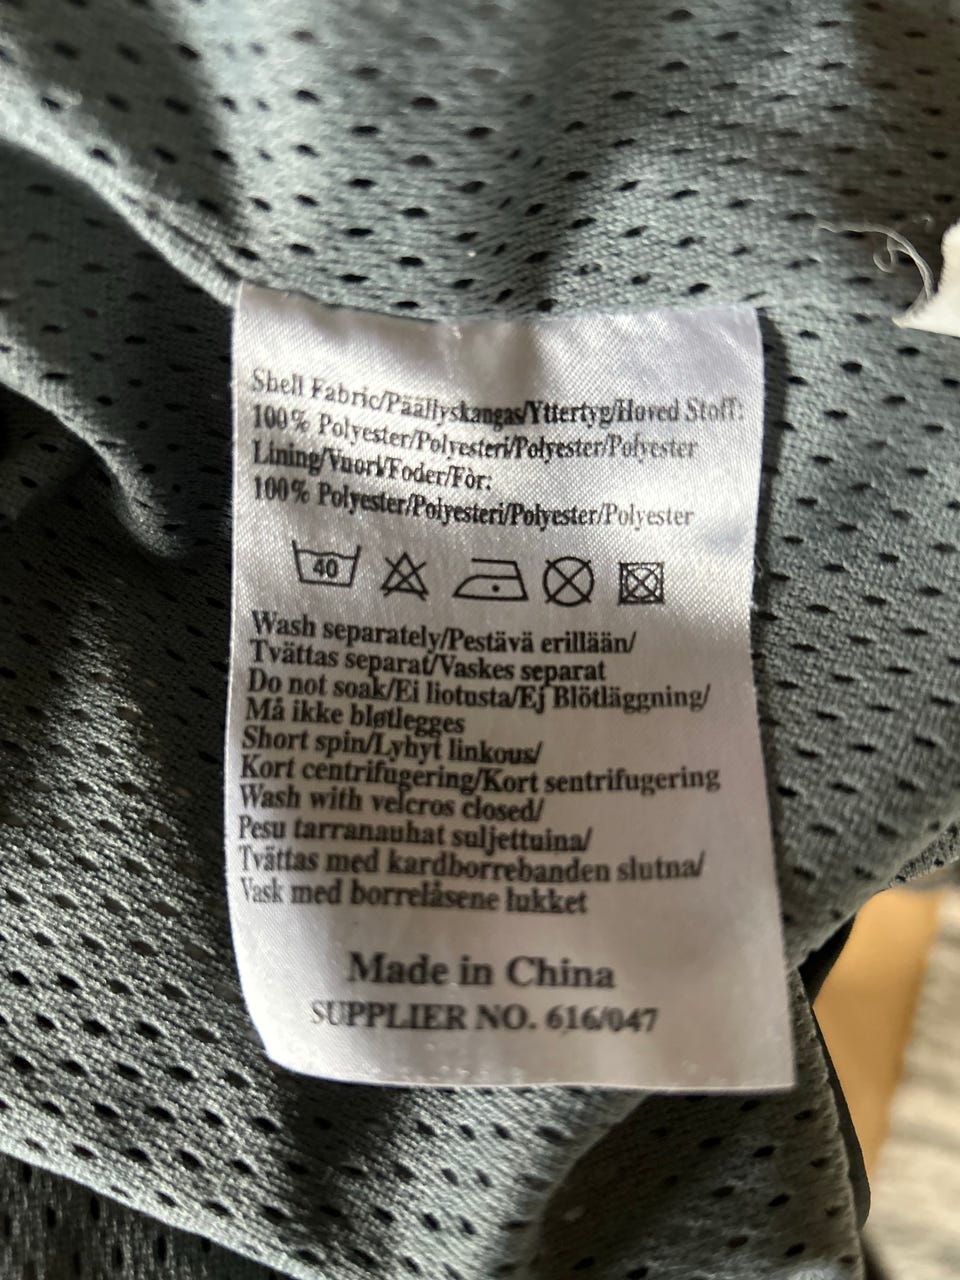 Shell Fabric/Päällyskangas/Yttertyg/Hoved Stoff:
100% Polyester/Polyesteri/Polyester/Polyester
Lining/Vuori/Foder/Fòr:
100% Polyester/Polyesteri/Polyester/Polyester
40
Wash separately/Pestävä erillään/
Tvättas separat/Vaskes separat
Do not soak/Ei liotusta/Ej Blötläggning/
Må ikke bløtlegges
Short spin/Lyhyt linkous/
Kort centrifugering/Kort sentrifugering
Wash with velcros closed/
Pesu tarranauhat suljettuina/
Tvättas med kardborrebanden slutna/
Vask med borrelåsene lukket
Made in China
SUPPLIER NO. 616/047